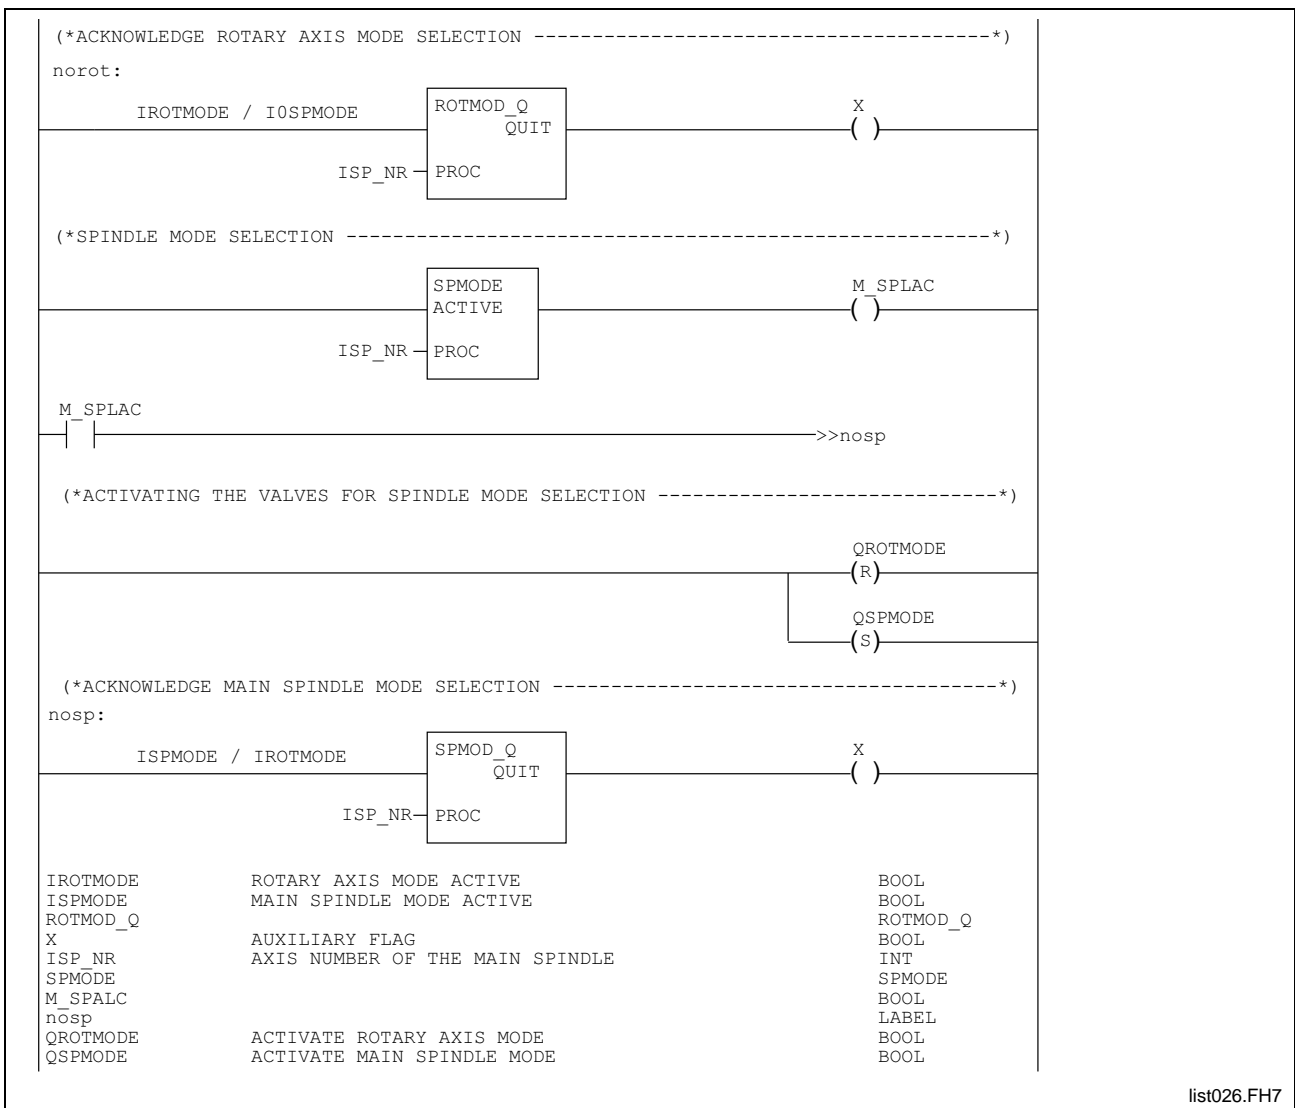 (*ACKNOWLEDGE ROTARY AXIS MODE SELECTION ---------------------------------------*)
norot:
IROTMODE / I0SPMODE
ROTMOD_Q
QUIT
X
( )
ISP_NR
PROC
(*SPINDLE MODE SELECTION -------------------------------------------------------*)
SPMODE
ACTIVE
M_SPLAC
( )
ISP_NR
PROC
M_SPLAC
>>nosp
(*ACTIVATING THE VALVES FOR SPINDLE MODE SELECTION -----------------------------*)
QROTMODE
(R)
QSPMODE
(S)
(*ACKNOWLEDGE MAIN SPINDLE MODE SELECTION --------------------------------------*)
nosp:
ISPMODE / IROTMODE
SPMOD_Q
QUIT
X
( )
ISP_NR
PROC
IROTMODE ROTARY AXIS MODE ACTIVE BOOL
ISPMODE MAIN SPINDLE MODE ACTIVE BOOL
ROTMOD_Q ROTMOD_Q
X AUXILIARY FLAG BOOL
ISP_NR AXIS NUMBER OF THE MAIN SPINDLE INT
SPMODE SPMODE
M_SPALC BOOL
nosp LABEL
QROTMODE ACTIVATE ROTARY AXIS MODE BOOL
QSPMODE ACTIVATE MAIN SPINDLE MODE BOOL
list026.FH7